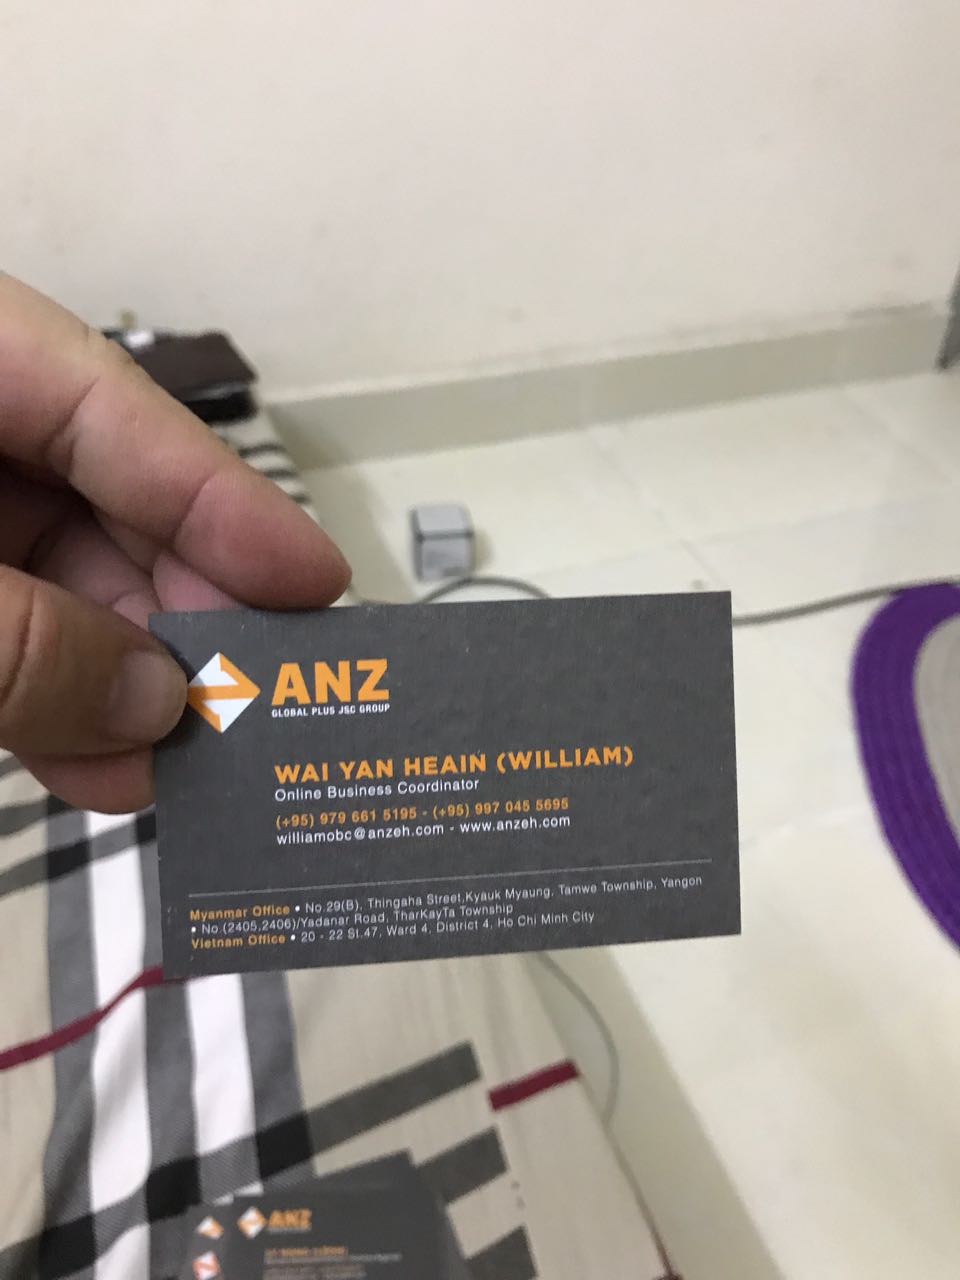 ANZ
GLOBAL PLUS JSC GROUP
WAI YAN HEAIN (WILLIAM)
Online Business Coordinator
(+95) 979 661 5195 - (+95) 997 045 5695
williamobc@anzeh.com - www.anzeh.com
Myanmar Office • No.29(B), Thingaha Street,Kyauk Myaung, Tamwe Township, Yangon
• No.(2405,2406)/Yadanar Road, TharKayTa Township
Vietnam Office • 20 - 22 St.47, Ward 4, District 4, Ho Chi Minh City
ANZ